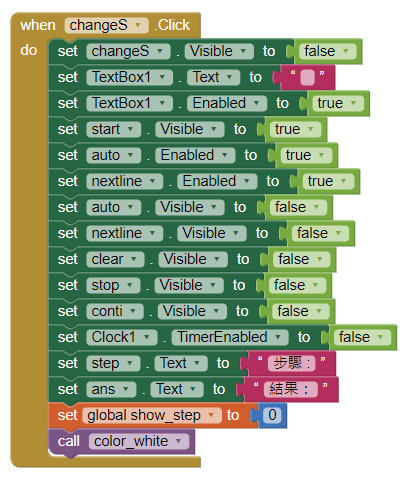 when changeS .Click
do set changeS . Visible to false
set TextBox1 . Text to “ ”
set TextBox1 . Enabled to true
set start . Visible to true
set auto . Enabled to true
set nextline . Enabled to true
set auto . Visible to false
set nextline . Visible to false
set clear . Visible to false
set stop . Visible to false
set conti . Visible to false
set Clock1 . TimerEnabled to false
set step . Text to “ 步驟： ”
set ans . Text to “ 結果： ”
set global show_step to 0
call color_white